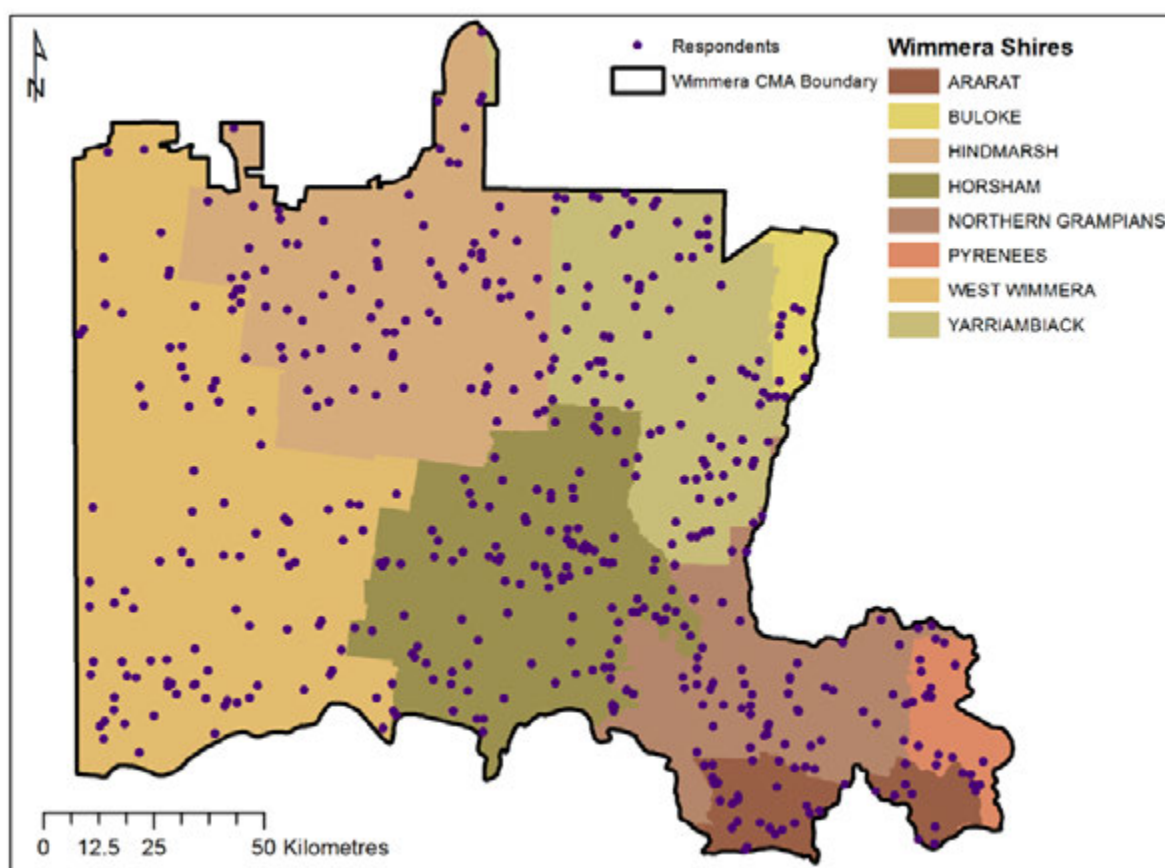 N
Respondents
Wimmera CMA Boundary
Wimmera Shires
ARARAT
BULOKE
HINDMARSH
HORSHAM
NORTHERN GRAMPIANS
PYRENEES
WEST WIMMERA
YARRIAMBIACK
0 12.5 25 50 Kilometres